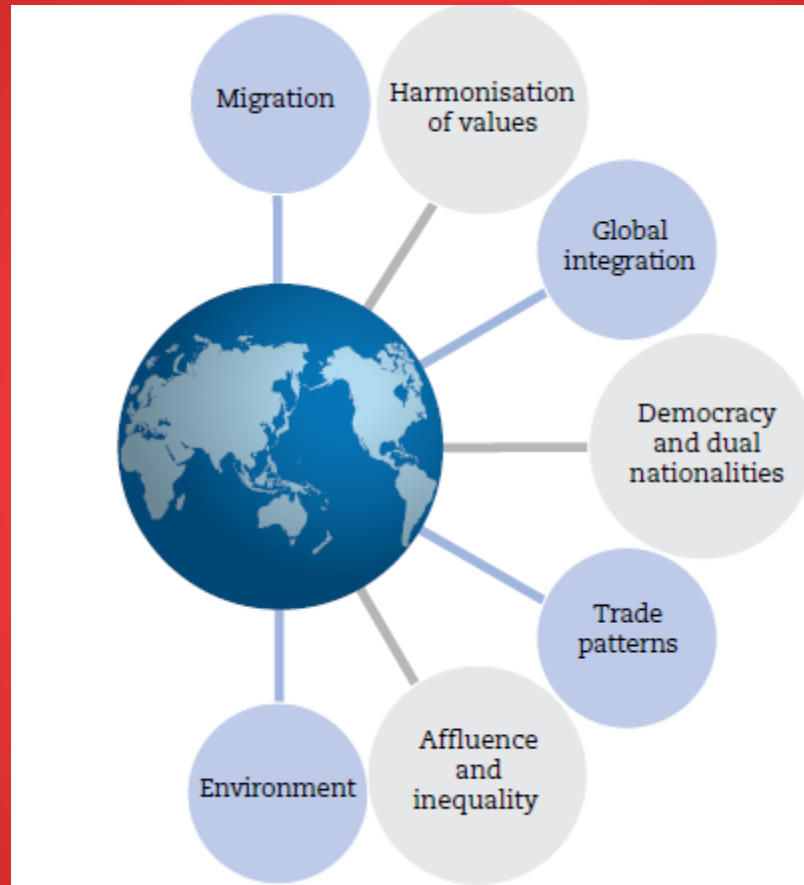 Migration
Harmonisation
of values
Global
integration
Democracy
and dual
nationalities
Trade
patterns
Affluence
and
inequality
Environment